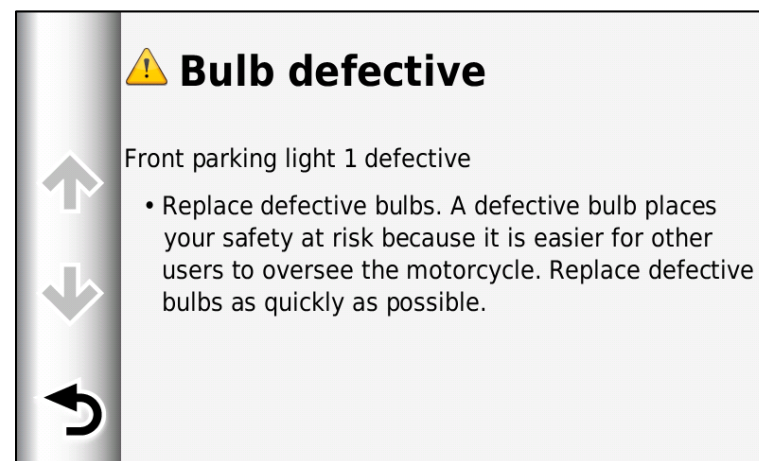 Bulb defective
Front parking light 1 defective
• Replace defective bulbs. A defective bulb places
your safety at risk because it is easier for other
users to oversee the motorcycle. Replace defective
bulbs as quickly as possible.